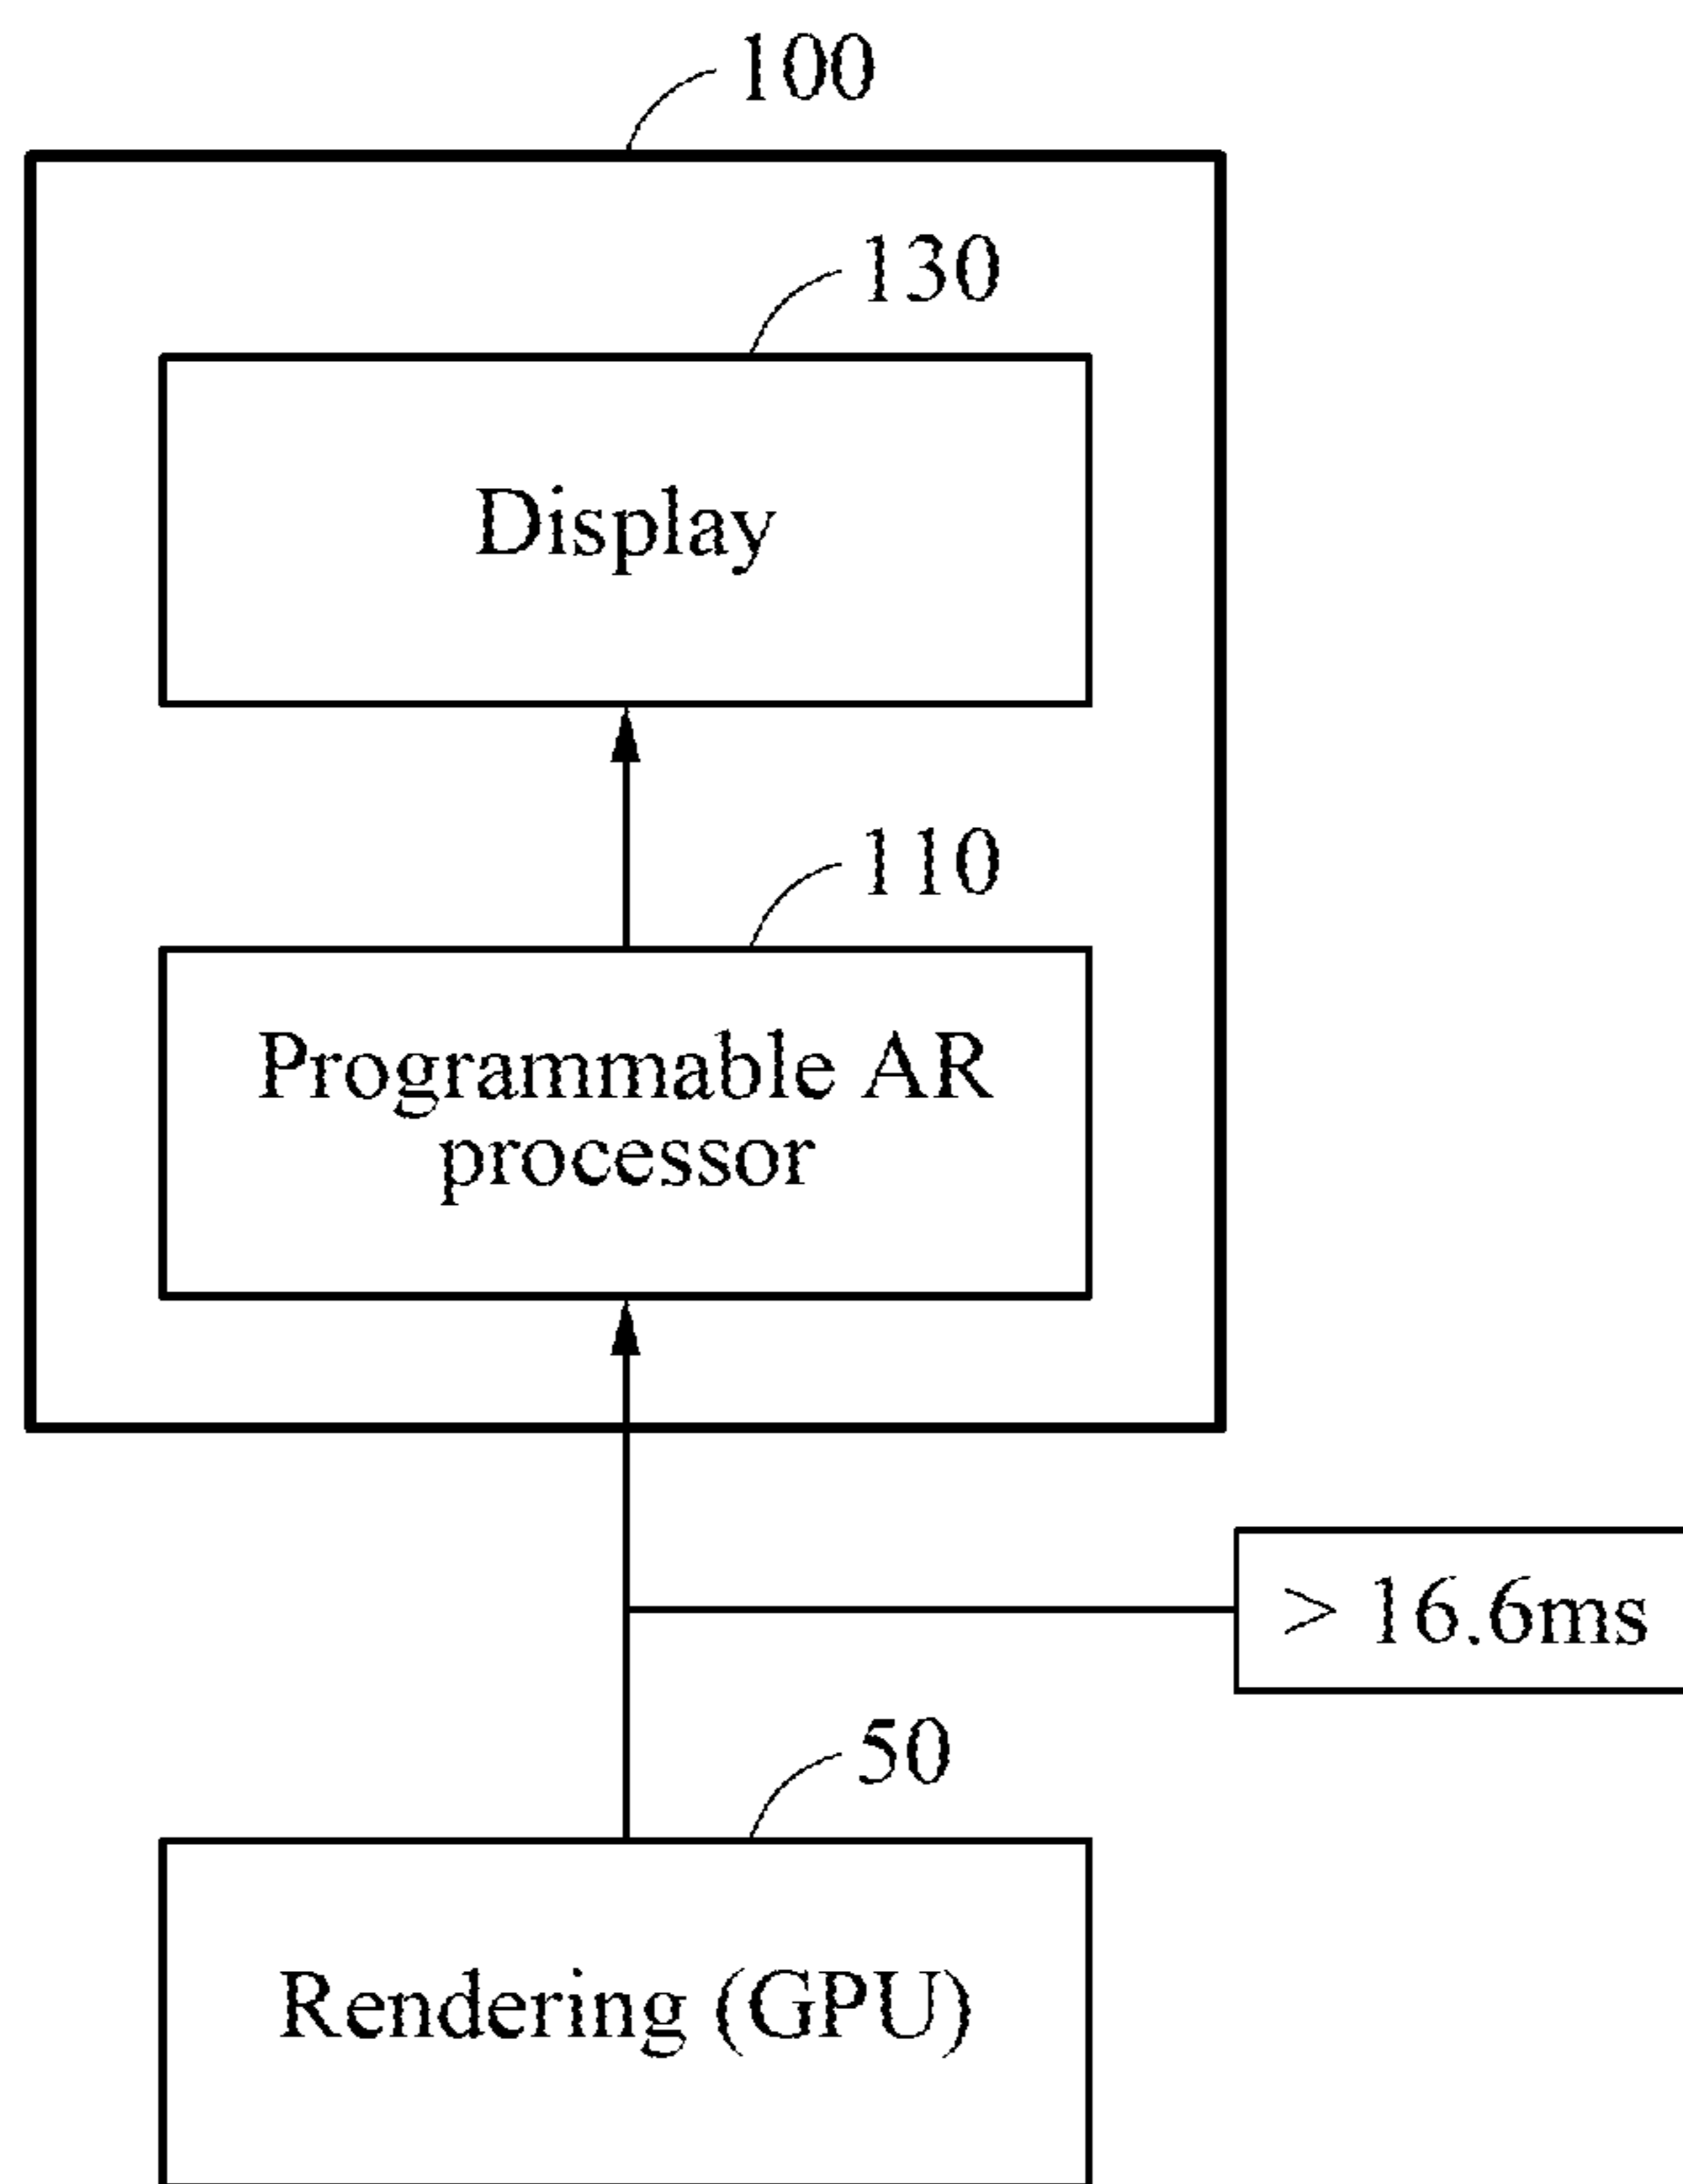 100
130
Display
110
Programmable AR
processor
> 16.6ms
50
Rendering (GPU)